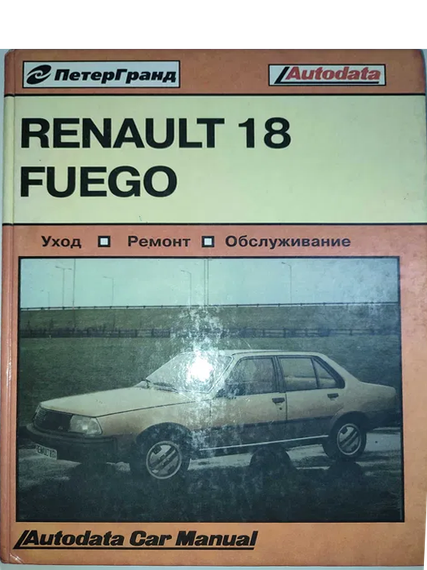 ПетерГранд
Autodata
RENAULT 18
FUEGO
Уход Ремонт Обслуживание
Autodata Car Manual